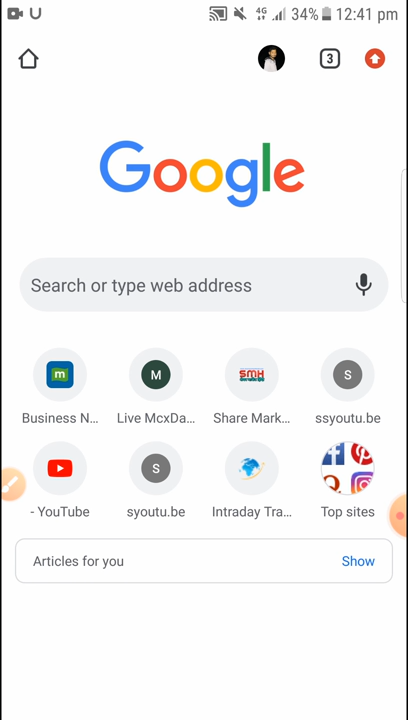 4G 34% 12:41 pm
3
Google
Search or type web address
m M SMH S
Business N... Live McxDa... Share Mark... ssyoutu.be
S
- YouTube syoutu.be Intraday Tra... Top sites
Articles for you Show